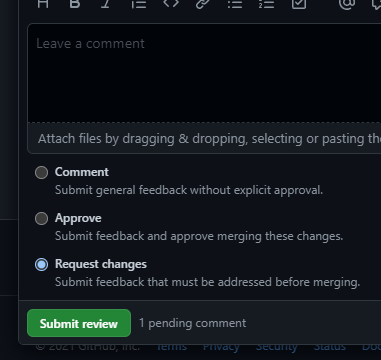 Leave a comment
Attach files by dragging & dropping, selecting or pasting
Comment
Submit general feedback without explicit approval.
Approve
Submit feedback and approve merging these changes.
Request changes
Submit feedback that must be addressed before merging.
Submit review 1 pending comment
© 2021 GitHub, Inc. Terms Privacy Security Status